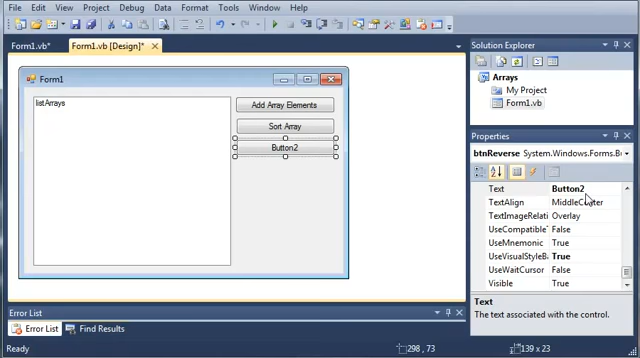 File Edit View Project Debug Data Format Tools Window Help
Form1.vb* Form1.vb [Design]*
Form1
listArrays
Add Array Elements
Sort Array
Button2
Solution Explorer
Arrays
My Project
Form1.vb
Properties
btnReverse System.Windows.Forms.Bu
Text Button2
TextAlign MiddleCenter
TextImageRelati Overlay
UseCompatibleT False
UseMnemonic True
UseVisualStyleBa True
UseWaitCursor False
Visible True
Text
The text associated with the control.
Error List
Error List Find Results
Ready 298 , 73 139 x 23